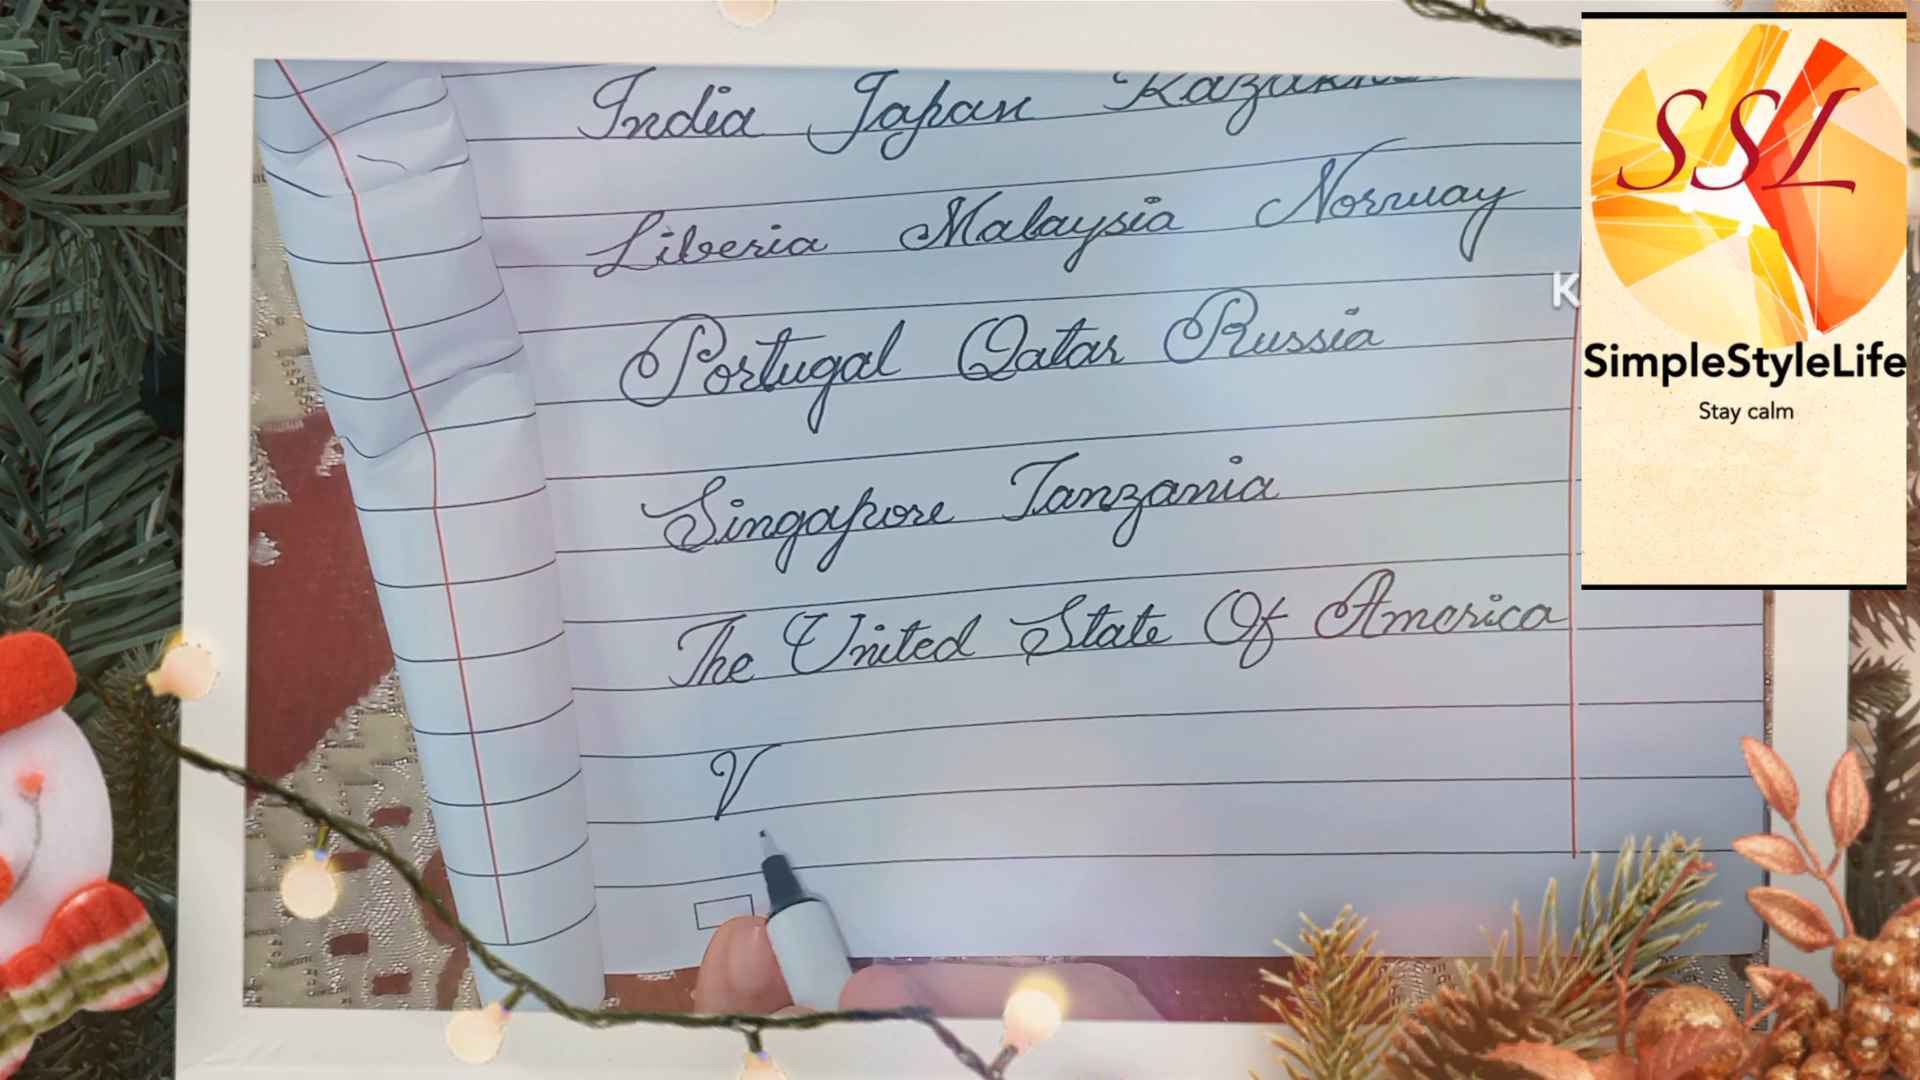 India Japan
Liberia Malaysia Norway
Portugal Qatar Russia
Singapore Tanzania
The United State Of America
V
K
SSL
SimpleStyleLife
Stay calm